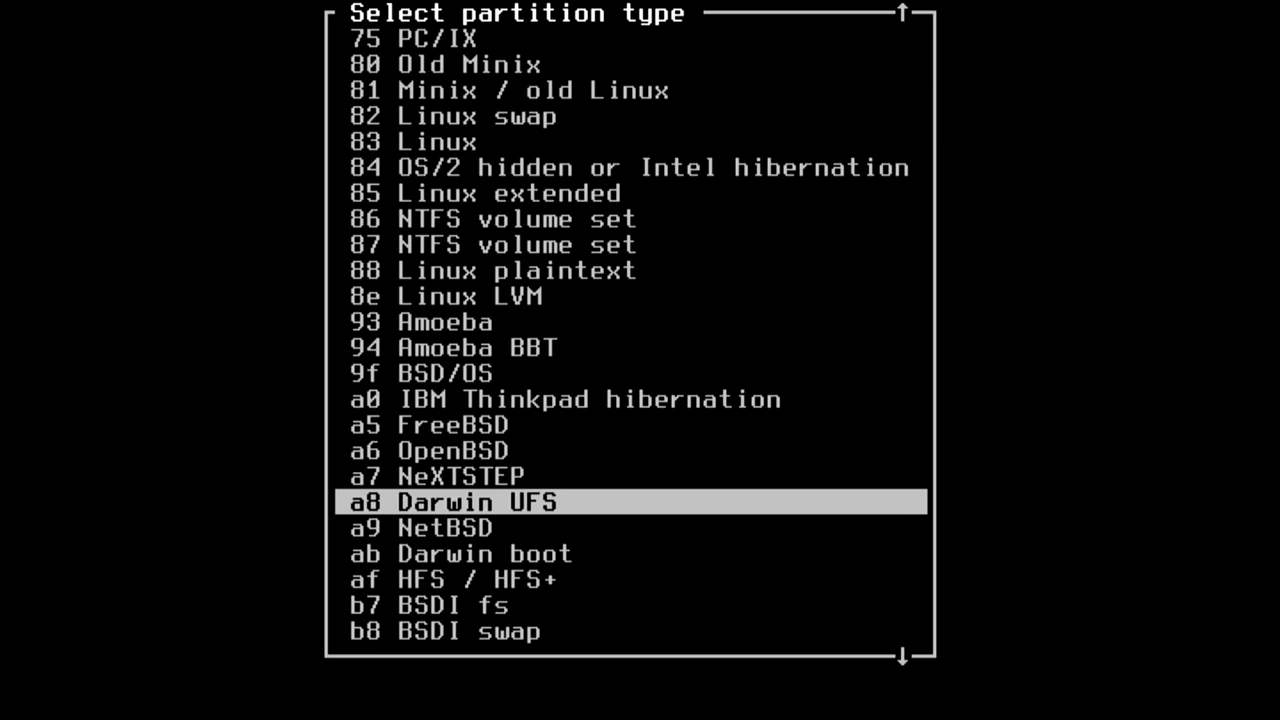 Select partition type ↑
75 PC/IX
80 Old Minix
81 Minix / old Linux
82 Linux swap
83 Linux
84 OS/2 hidden or Intel hibernation
85 Linux extended
86 NTFS volume set
87 NTFS volume set
88 Linux plaintext
8e Linux LVM
93 Amoeba
94 Amoeba BBT
9f BSD/OS
a0 IBM Thinkpad hibernation
a5 FreeBSD
a6 OpenBSD
a7 NeXTSTEP
a8 Darwin UFS
a9 NetBSD
ab Darwin boot
af HFS / HFS+
b7 BSDI fs
b8 BSDI swap
↓